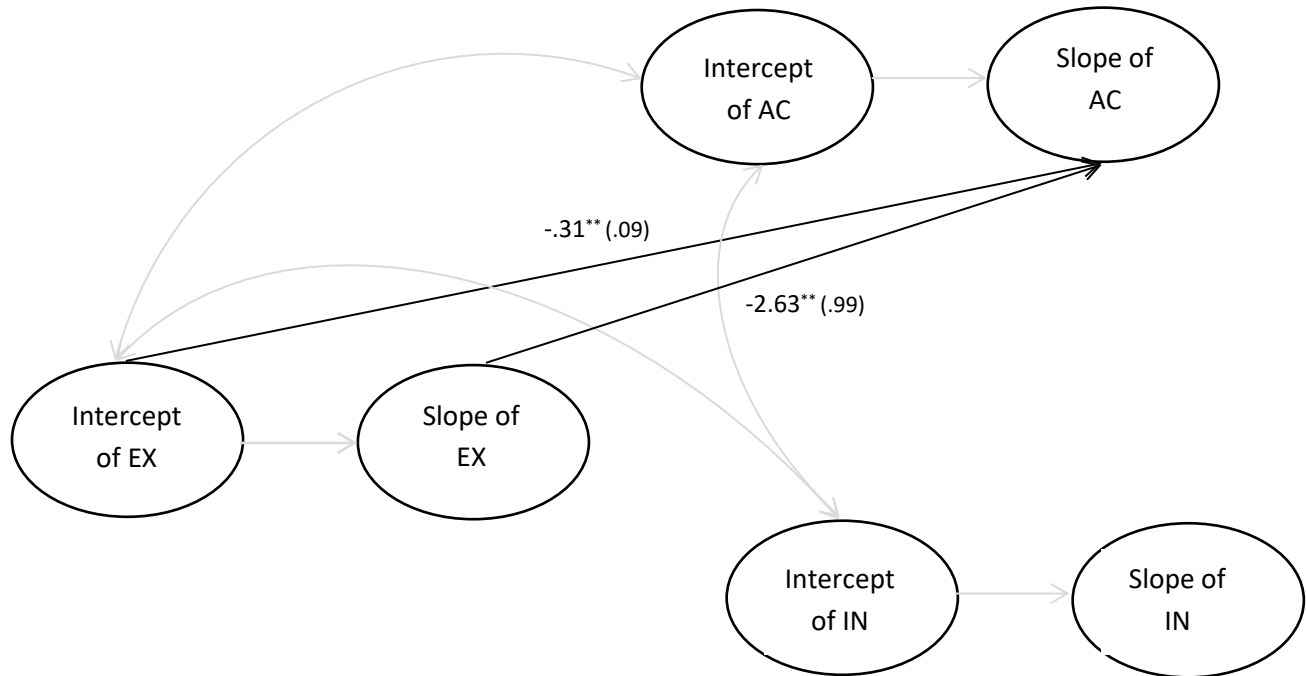 Intercept
of AC
Slope of
AC
-.31** (.09)
-2.63** (.99)
Intercept
of EX
Slope of
EX
Intercept
of IN
Slope of
IN